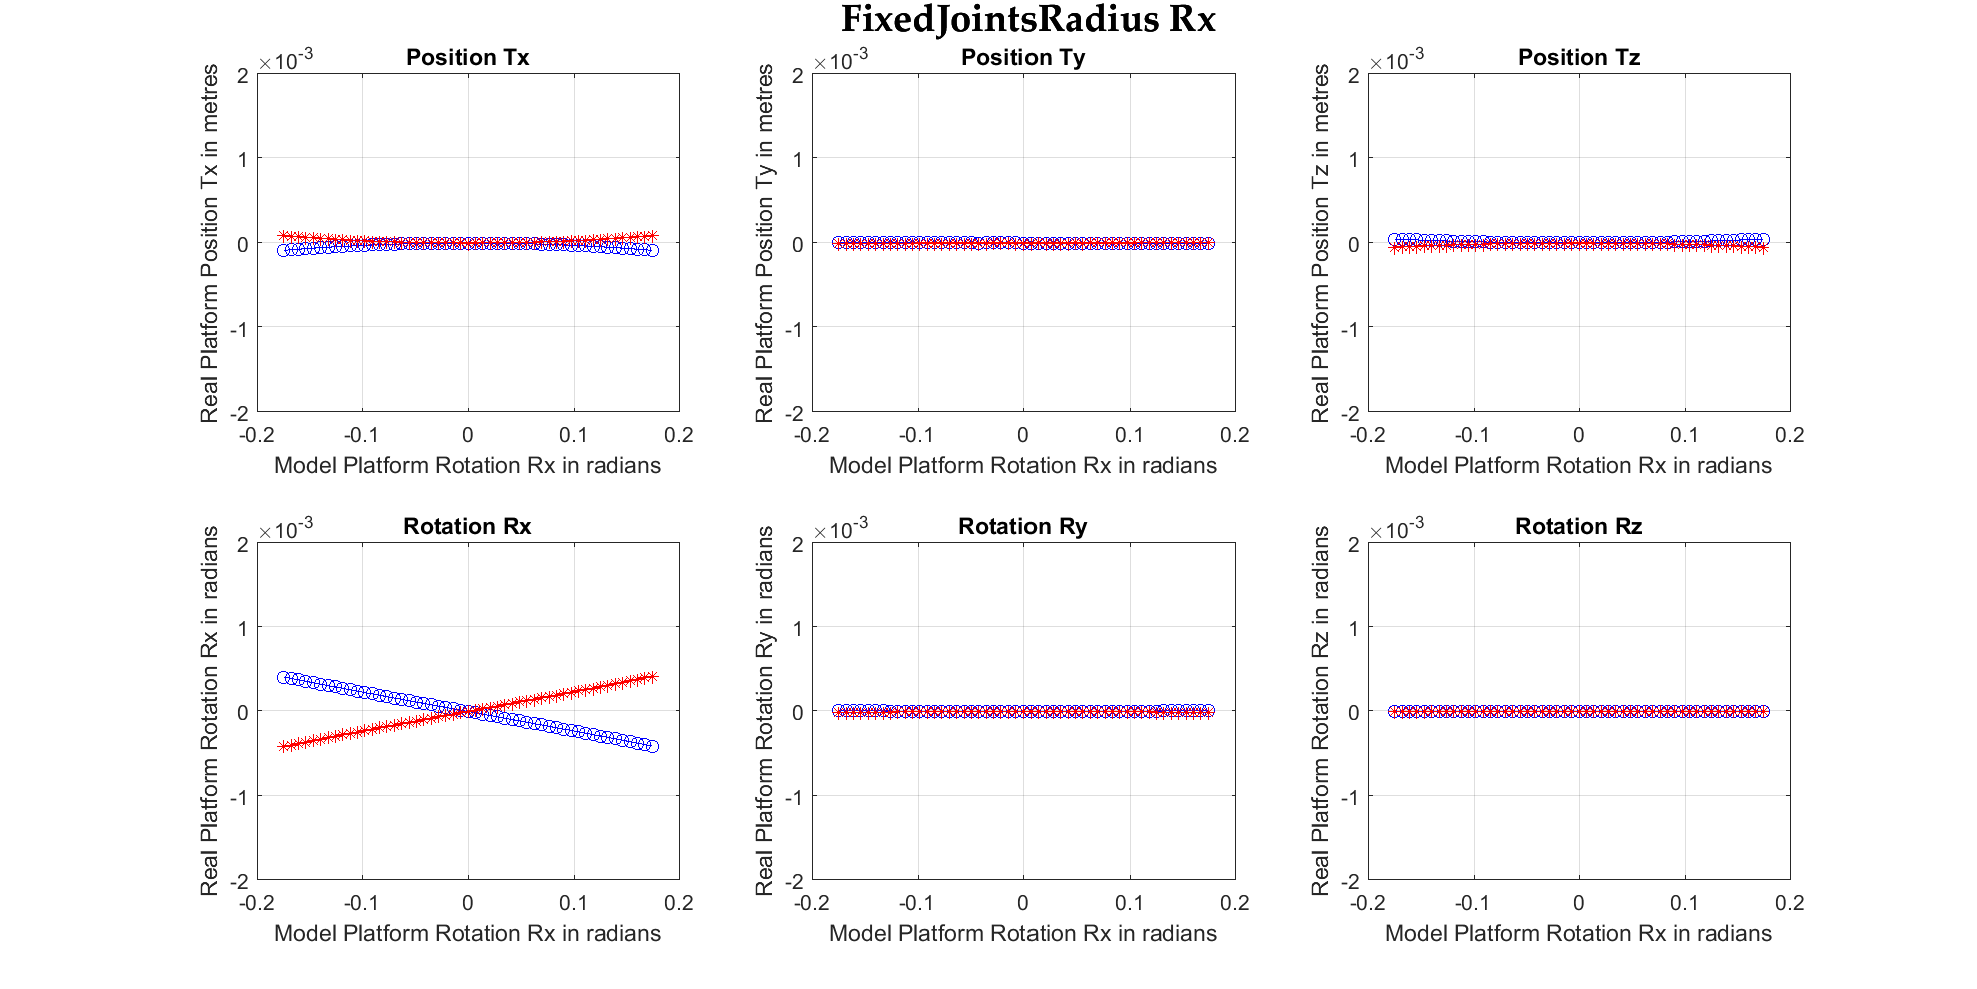 FixedJointsRadius Rx
Position Tx
×10-3
Real Platform Position Tx in metres
2
1
0
-1
-2
-0.2 -0.1 0 0.1 0.2
Model Platform Rotation Rx in radians
Position Ty
×10-3
Real Platform Position Ty in metres
2
1
0
-1
-2
-0.2 -0.1 0 0.1 0.2
Model Platform Rotation Rx in radians
Position Tz
×10-3
Real Platform Position Tz in metres
2
1
0
-1
-2
-0.2 -0.1 0 0.1 0.2
Model Platform Rotation Rx in radians
Rotation Rx
×10-3
Real Platform Rotation Rx in radians
2
1
0
-1
-2
-0.2 -0.1 0 0.1 0.2
Model Platform Rotation Rx in radians
Rotation Ry
×10-3
Real Platform Rotation Ry in radians
2
1
0
-1
-2
-0.2 -0.1 0 0.1 0.2
Model Platform Rotation Rx in radians
Rotation Rz
×10-3
Real Platform Rotation Rz in radians
2
1
0
-1
-2
-0.2 -0.1 0 0.1 0.2
Model Platform Rotation Rx in radians